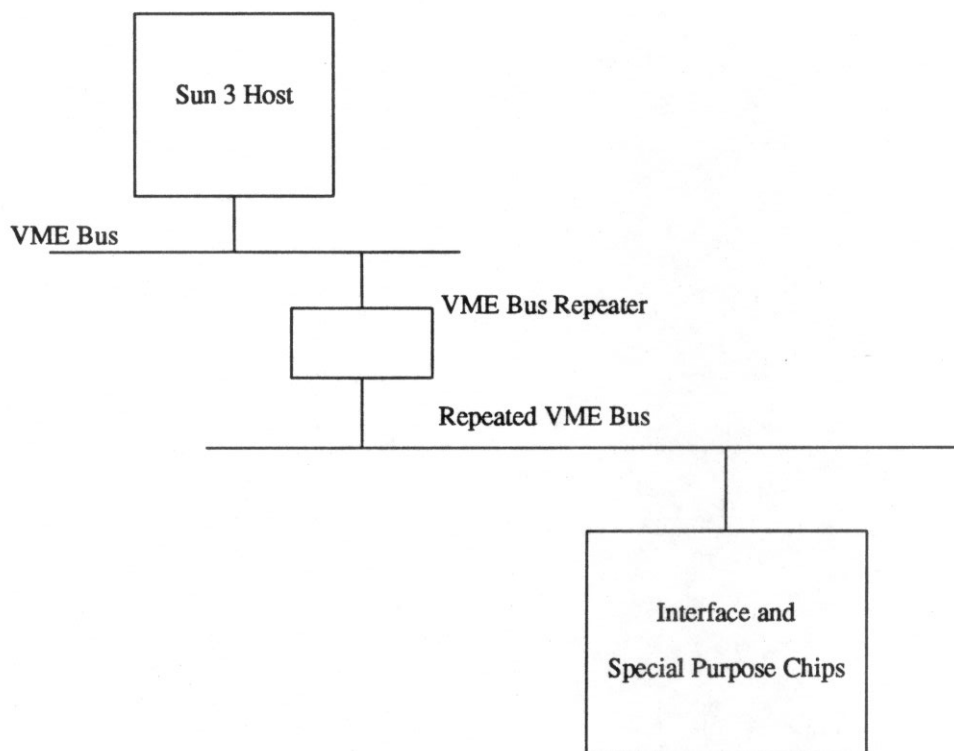 Sun 3 Host
VME Bus
VME Bus Repeater
Repeated VME Bus
Interface and
Special Purpose Chips